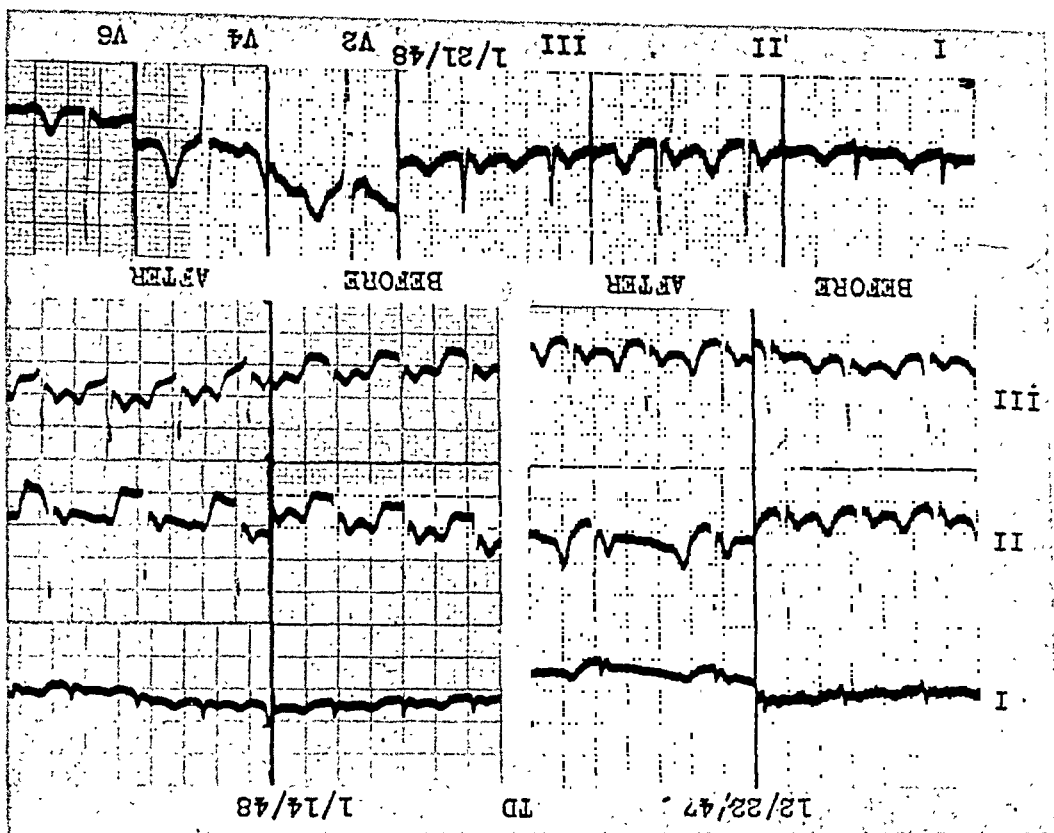 12/22/47 TD 1/14/48
I
II
III
BEFORE AFTER BEFORE AFTER
I II III 1/21/48 V2 V4 V6